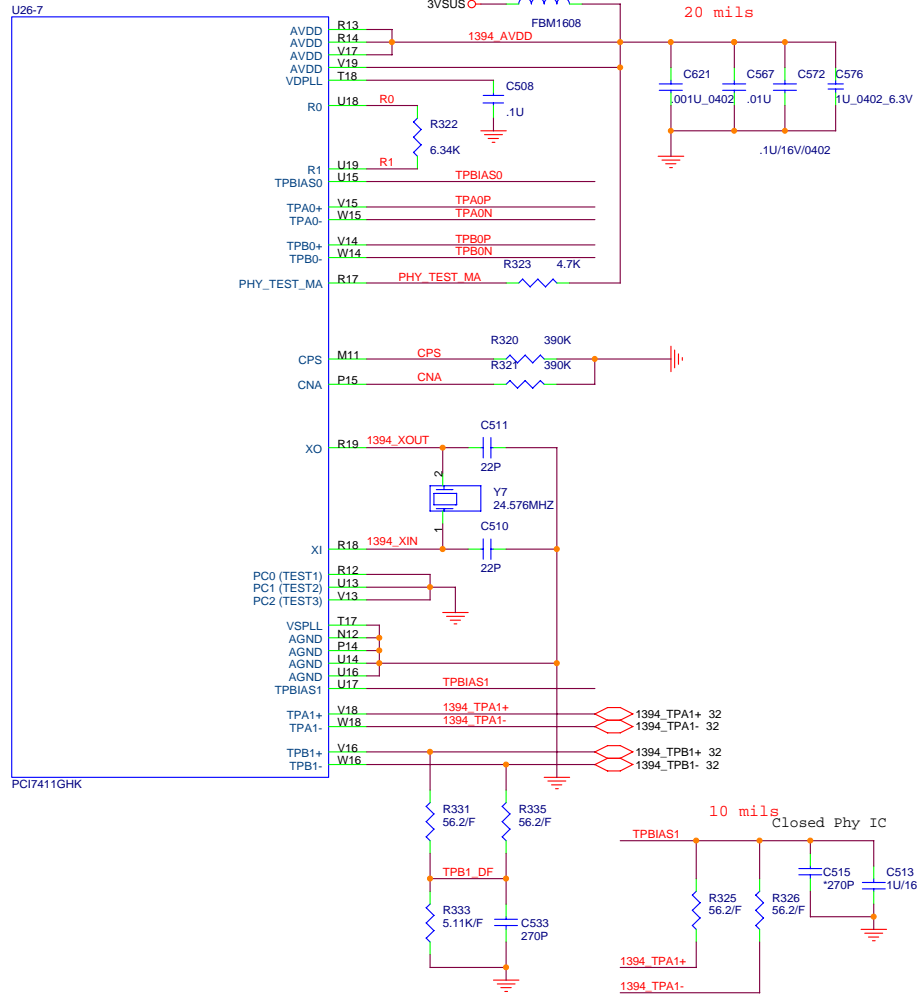 U26-7
3VSUS
FBM1608
20 mils
AVDD R13
AVDD R14 1394_AVDD
AVDD V17
AVDD V19
VDPLL T18
C508
.1U
C621
.001U_0402
C567
.01U
C572
C576
1U_0402_6.3V
.1U/16V/0402
R0 U18 R0
R322
6.34K
R1 U19 R1
TPBIAS0 U15 TPBIAS0
TPA0+ V15 TPA0P
TPA0- W15 TPA0N
TPB0+ V14 TPB0P
TPB0- W14 TPB0N
R323 4.7K
PHY_TEST_MA R17 PHY_TEST_MA
R320 390K
CPS M11 CPS
R321 390K
CNA P15 CNA
C511
XO R19 1394_XOUT
22P
2
Y7
24.576MHZ
1
C510
XI R18 1394_XIN
22P
PC0 (TEST1) R12
PC1 (TEST2) U13
PC2 (TEST3) V13
VSPLL T17
AGND N12
AGND P14
AGND U14
AGND U16
TPBIAS1 U17 TPBIAS1
TPA1+ V18 1394_TPA1+ 1394_TPA1+ 32
TPA1- W18 1394_TPA1- 1394_TPA1- 32
TPB1+ V16 1394_TPB1+ 32
TPB1- W16 1394_TPB1- 32
PCI7411GHK
R331
56.2/F
R335
56.2/F
TPB1_DF
R333
5.11K/F
C533
270P
10 mils
Closed Phy IC
TPBIAS1
R325
56.2/F
R326
56.2/F
C515
*270P
C513
1U/16
1394_TPA1+
1394_TPA1-